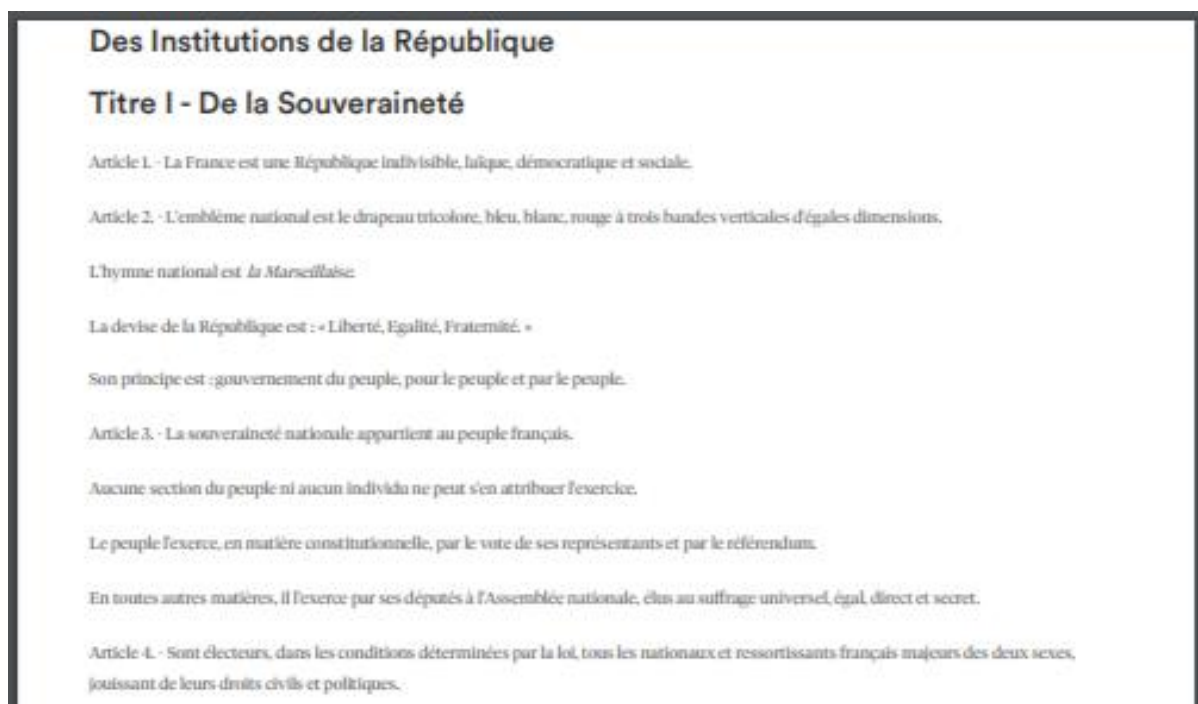 Des Institutions de la République
Titre I - De la Souveraineté
Article 1. - La France est une République indivisible, laïque, démocratique et sociale.
Article 2. - L'emblème national est le drapeau tricolore, bleu, blanc, rouge à trois bandes verticales d'égales dimensions.
L'hymne national est la Marseillaise.
La devise de la République est : « Liberté, Egalité, Fraternité. »
Son principe est : gouvernement du peuple, pour le peuple et par le peuple.
Article 3. - La souveraineté nationale appartient au peuple français.
Aucune section du peuple ni aucun individu ne peut s'en attribuer l'exercice.
Le peuple l'exerce, en matière constitutionnelle, par le vote de ses représentants et par le référendum.
En toutes autres matières, il l'exerce par ses députés à l'Assemblée nationale, élus au suffrage universel, égal, direct et secret.
Article 4. - Sont électeurs, dans les conditions déterminées par la loi, tous les nationaux et ressortissants français majeurs des deux sexes,
jouissant de leurs droits civils et politiques.